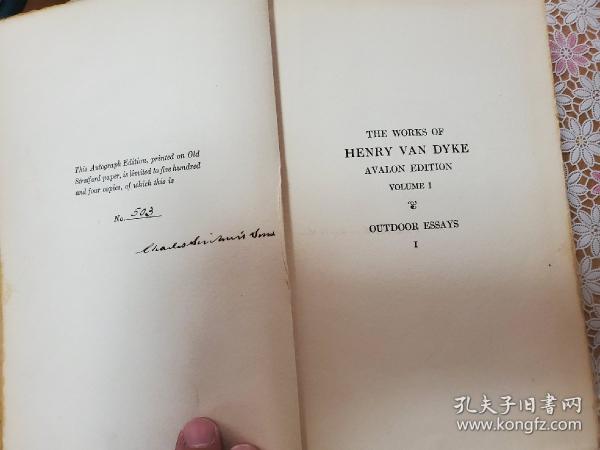 This Autograph Edition, printed on Old
Stratford paper, is limited to five hundred
and four copies, of which this is
No. 503
Charles Scribner's Sons
THE WORKS OF
HENRY VAN DYKE
AVALON EDITION
VOLUME I
OUTDOOR ESSAYS
I
孔夫子旧书网
www.kongfz.com